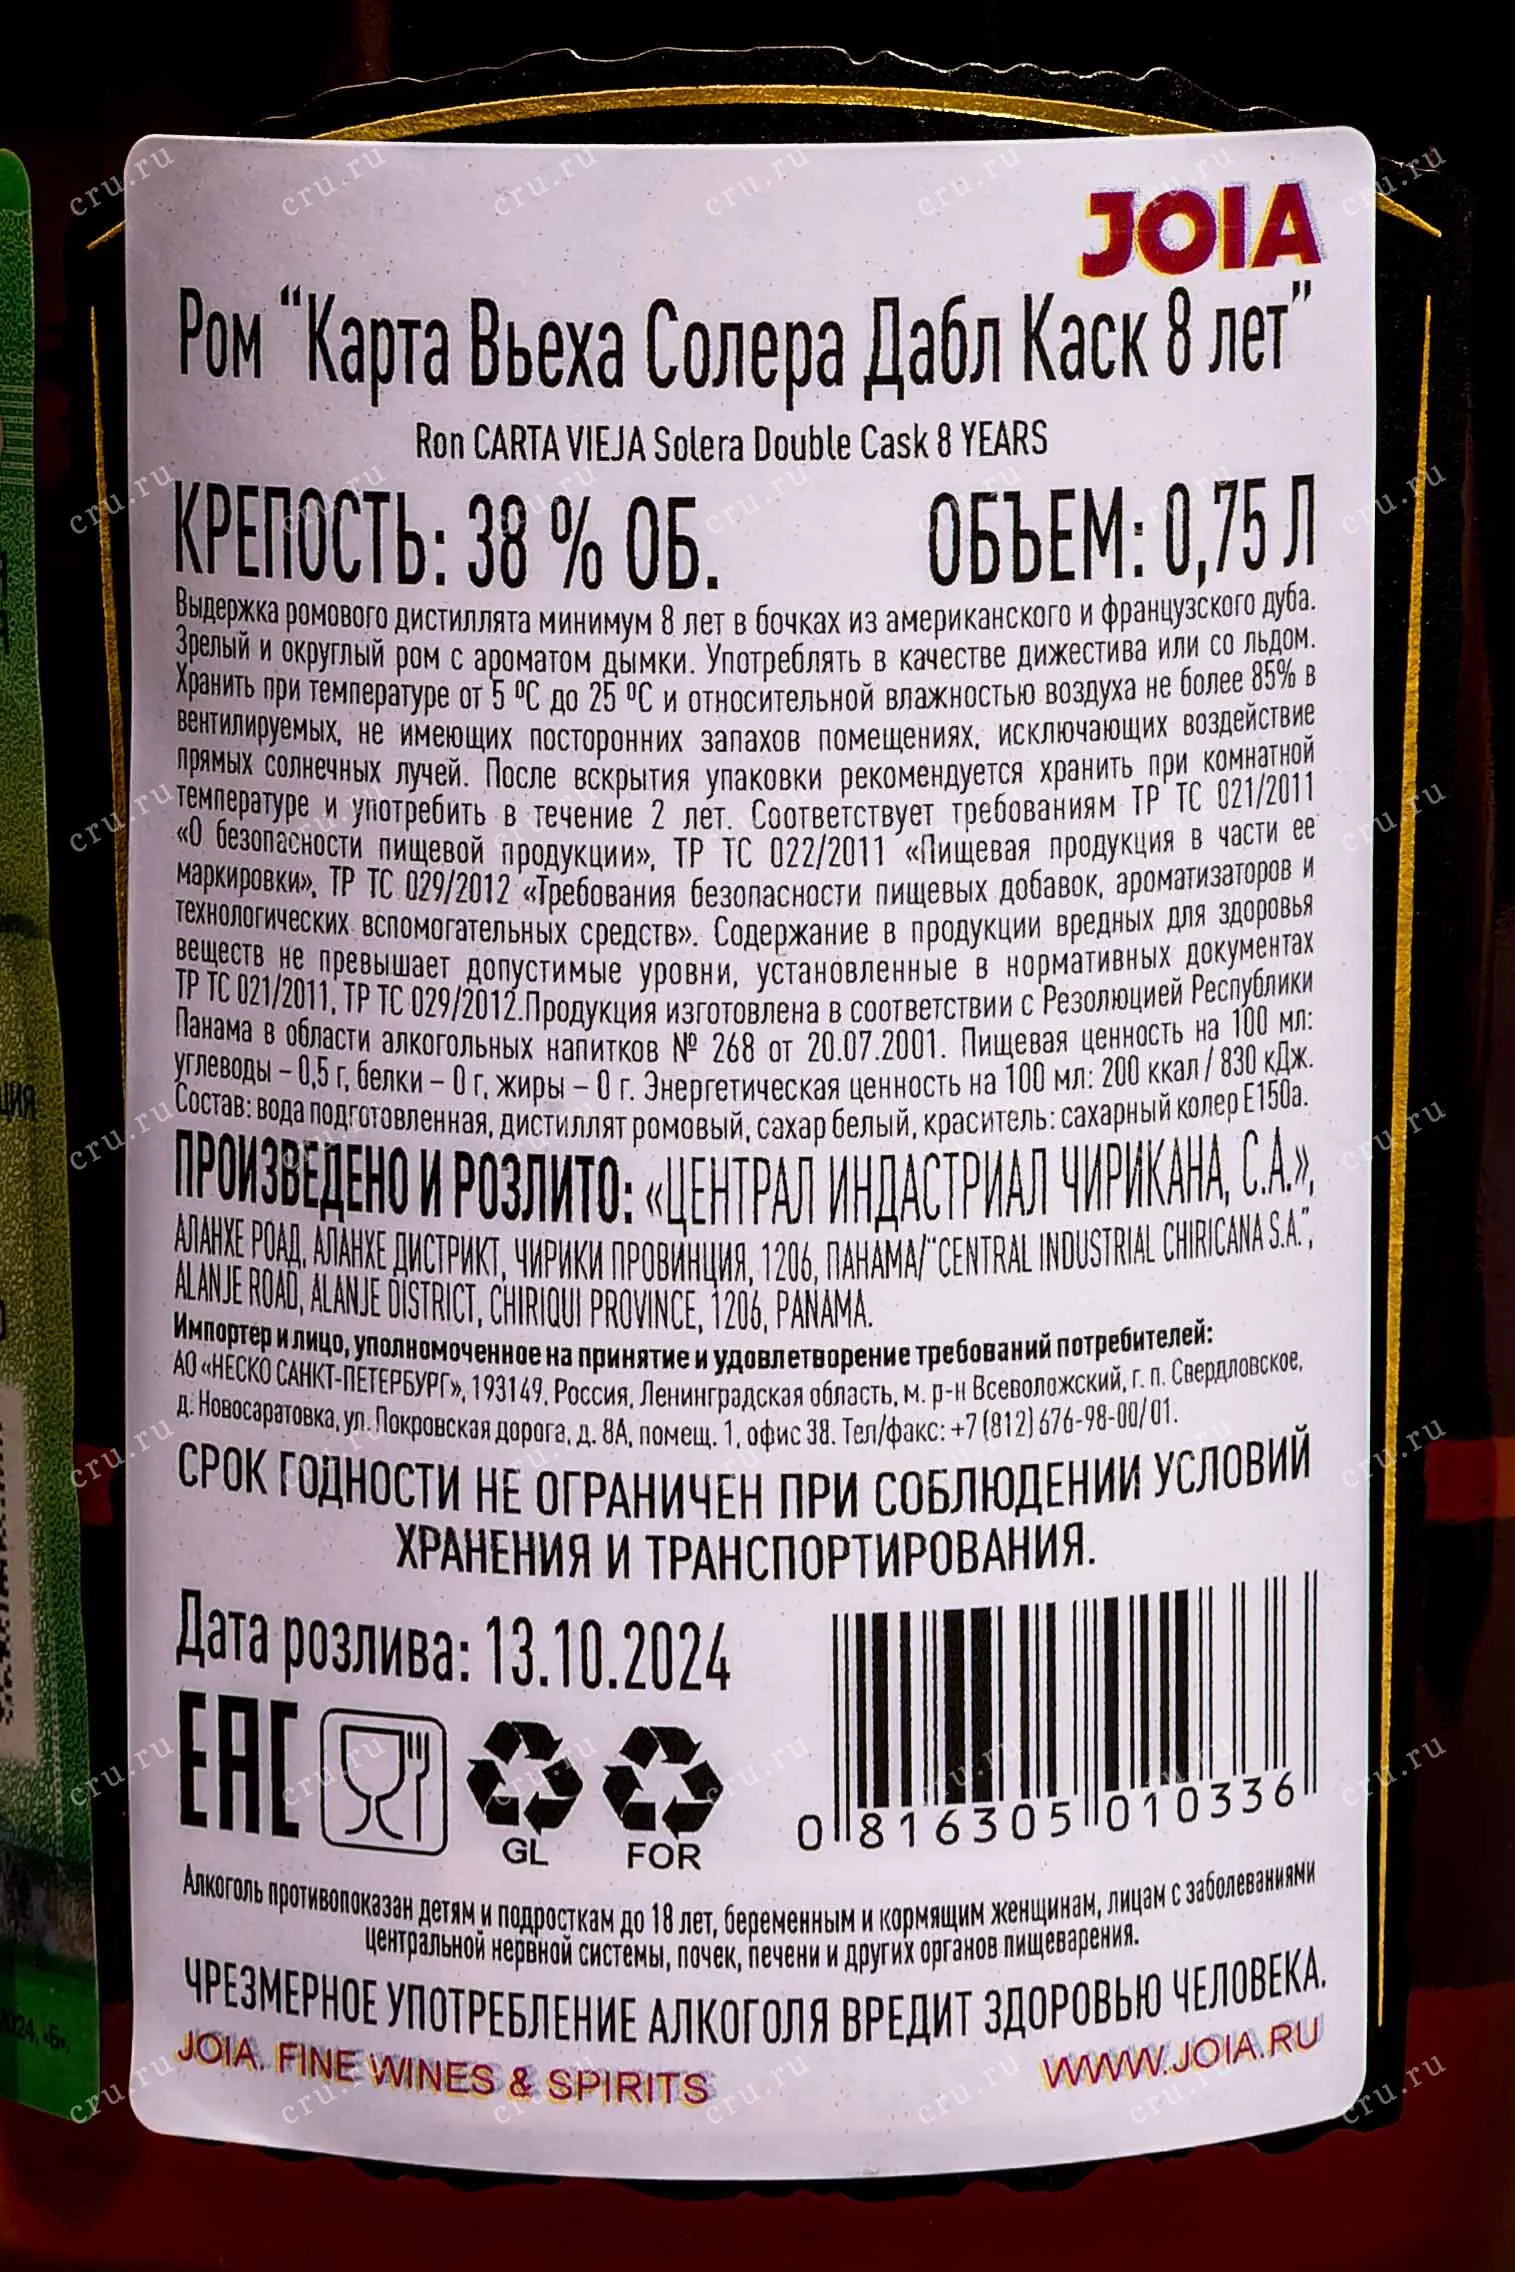 JOIA
Ром “Карта Вьеха Солера Дабл Каск 8 лет”
Ron CARTA VIEJA Solera Double Cask 8 YEARS
КРЕПОСТЬ: 38 % ОБ. ОБЪЕМ: 0,75 Л
Выдержка ромового дистиллята минимум 8 лет в бочках из американского и французского дуба.
Зрелый и округлый ром с ароматом дымки. Употреблять в качестве дижестива или со льдом.
Хранить при температуре от 5 ºС до 25 ºС и относительной влажностью воздуха не более 85% в
вентилируемых, не имеющих посторонних запахов помещениях, исключающих воздействие
прямых солнечных лучей. После вскрытия упаковки рекомендуется хранить при комнатной
температуре и употребить в течение 2 лет. Соответствует требованиям ТР ТС 021/2011
«О безопасности пищевой продукции», ТР ТС 022/2011 «Пищевая продукция в части ее
маркировки», ТР ТС 029/2012 «Требования безопасности пищевых добавок, ароматизаторов и
технологических вспомогательных средств». Содержание в продукции вредных для здоровья
веществ не превышает допустимые уровни, установленные в нормативных документах
ТР ТС 021/2011, ТР ТС 029/2012.Продукция изготовлена в соответствии с Резолюцией Республики
Панама в области алкогольных напитков № 268 от 20.07.2001. Пищевая ценность на 100 мл:
углеводы – 0,5 г, белки – 0 г, жиры – 0 г. Энергетическая ценность на 100 мл: 200 ккал / 830 кДж.
Состав: вода подготовленная, дистиллят ромовый, сахар белый, краситель: сахарный колер Е150а.
ПРОИЗВЕДЕНО И РОЗЛИТО: «ЦЕНТРАЛ ИНДАСТРИАЛ ЧИРИКАНА, С.А.»,
АЛАНХЕ РОАД, АЛАНХЕ ДИСТРИКТ, ЧИРИКИ ПРОВИНЦИЯ, 1206, ПАНАМА/“CENTRAL INDUSTRIAL CHIRICANA S.A.”,
ALANJE ROAD, ALANJE DISTRICT, CHIRIQUI PROVINCE, 1206, PANAMA.
Импортер и лицо, уполномоченное на принятие и удовлетворение требований потребителей:
АО «НЕСКО САНКТ-ПЕТЕРБУРГ», 193149, Россия, Ленинградская область, м. р-н Всеволожский, г. п. Свердловское,
д. Новосаратовка, ул. Покровская дорога, д. 8А, помещ. 1, офис 38. Тел/факс: +7 (812) 676-98-00/01.
СРОК ГОДНОСТИ НЕ ОГРАНИЧЕН ПРИ СОБЛЮДЕНИИ УСЛОВИЙ
ХРАНЕНИЯ И ТРАНСПОРТИРОВАНИЯ.
Дата розлива: 13.10.2024
EAC
GL FOR
0 816305 010336
Алкоголь противопоказан детям и подросткам до 18 лет, беременным и кормящим женщинам, лицам с заболеваниями
центральной нервной системы, почек, печени и других органов пищеварения.
ЧРЕЗМЕРНОЕ УПОТРЕБЛЕНИЕ АЛКОГОЛЯ ВРЕДИТ ЗДОРОВЬЮ ЧЕЛОВЕКА.
JOIA. FINE WINES & SPIRITS WWW.JOIA.RU
cru.ru